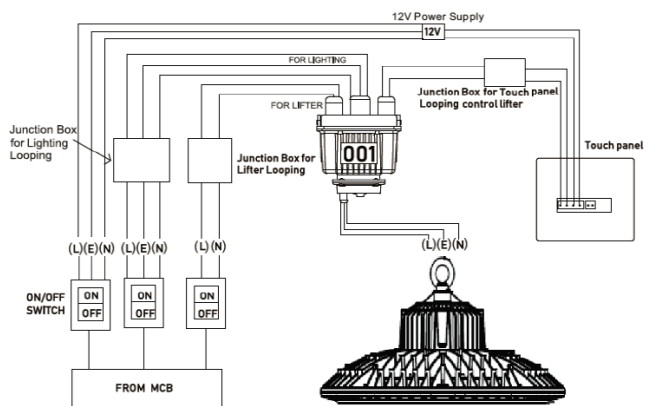 12V Power Supply
12V
FOR LIGHTING
FOR LIFTER
Junction Box for Touch panel
Looping control lifter
Junction Box
for Lighting
Looping
Junction Box for
Lifter Looping
001
Touch panel
(L)(E)(N)
(L)(E)(N)
(L)(N)
(L)(E)(N)
ON/OFF
SWITCH
ON
OFF
ON
OFF
ON
OFF
FROM MCB